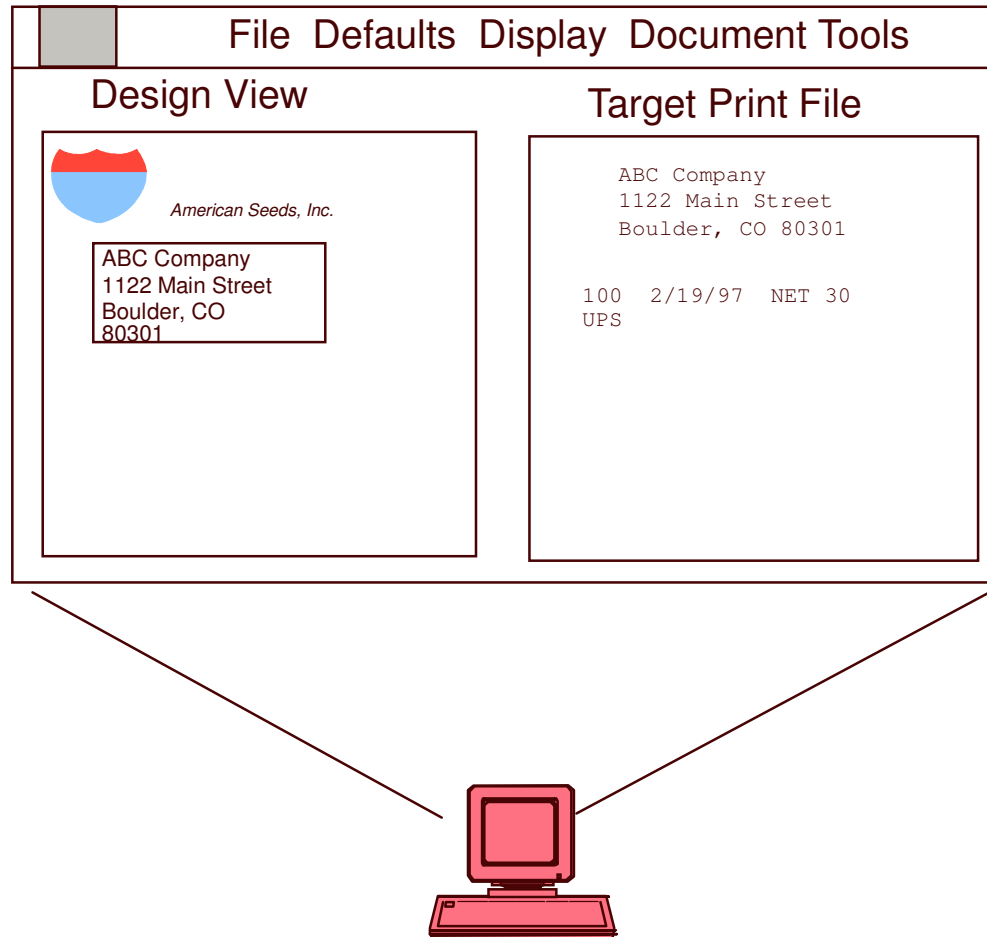 File Defaults Display Document Tools
Design View
Target Print File
American Seeds, Inc.
ABC Company
1122 Main Street
Boulder, CO
80301
ABC Company
1122 Main Street
Boulder, CO 80301
100 2/19/97 NET 30
UPS